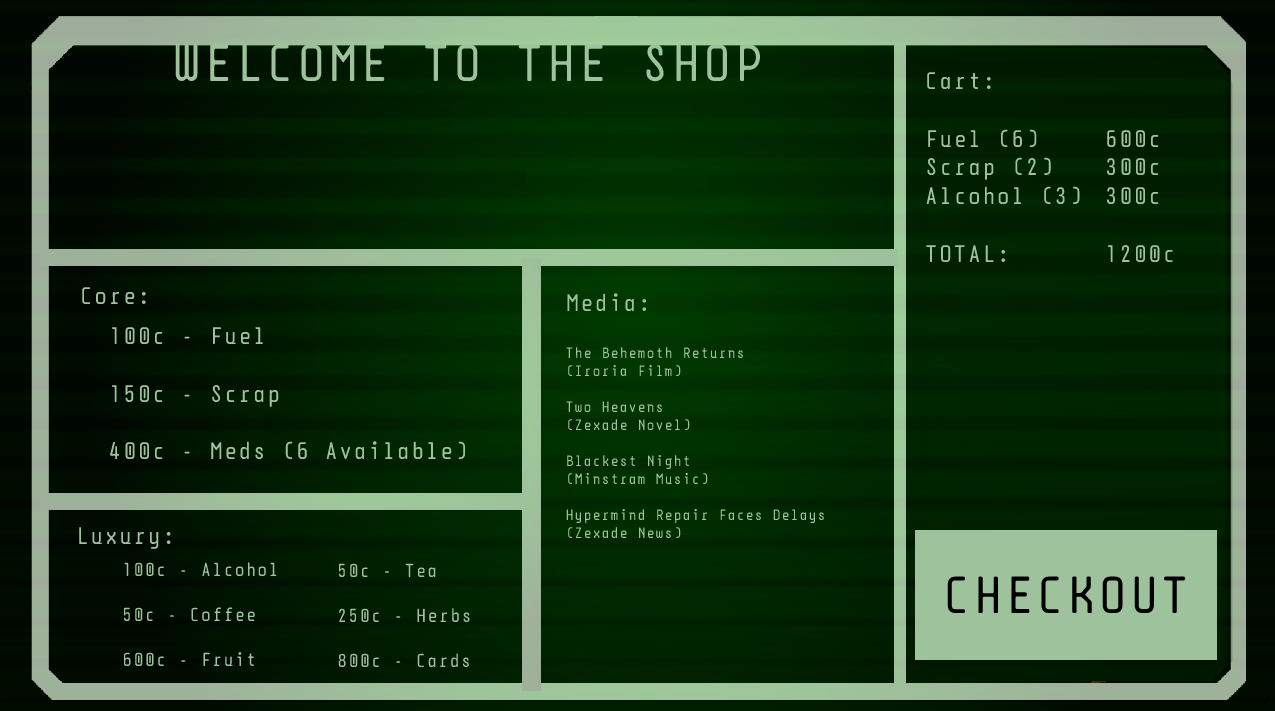 WELCOME TO THE SHOP
Core:
100c - Fuel
150c - Scrap
400c - Meds (6 Available)
Luxury:
100c - Alcohol
50c - Tea
50c - Coffee
250c - Herbs
600c - Fruit
800c - Cards
Media:
The Behemoth Returns
(Iroria Film)
Two Heavens
(Zexade Novel)
Blackest Night
(Minstram Music)
Hypermind Repair Faces Delays
(Zexade News)
Cart:
Fuel (6) 600c
Scrap (2) 300c
Alcohol (3) 300c
TOTAL: 1200c
CHECKOUT